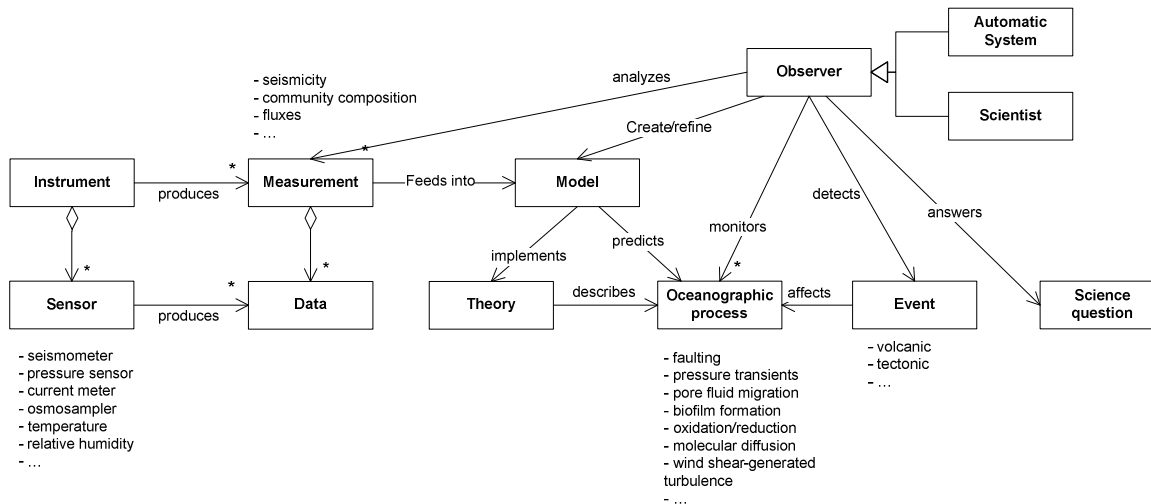 Automatic
System
Observer
Scientist
analyzes
- seismicity
- community composition
- fluxes
- ...
Create/refine
*
*
Instrument
produces
Measurement
Feeds into
Model
detects
answers
monitors
predicts
implements
*
*
*
*
Sensor
produces
Data
Theory
describes
Oceanographic
process
affects
Event
Science
question
- seismometer
- pressure sensor
- current meter
- osmosampler
- temperature
- relative humidity
- ...
- faulting
- pressure transients
- pore fluid migration
- biofilm formation
- oxidation/reduction
- molecular diffusion
- wind shear-generated
turbulence
- ...
- volcanic
- tectonic
- ...